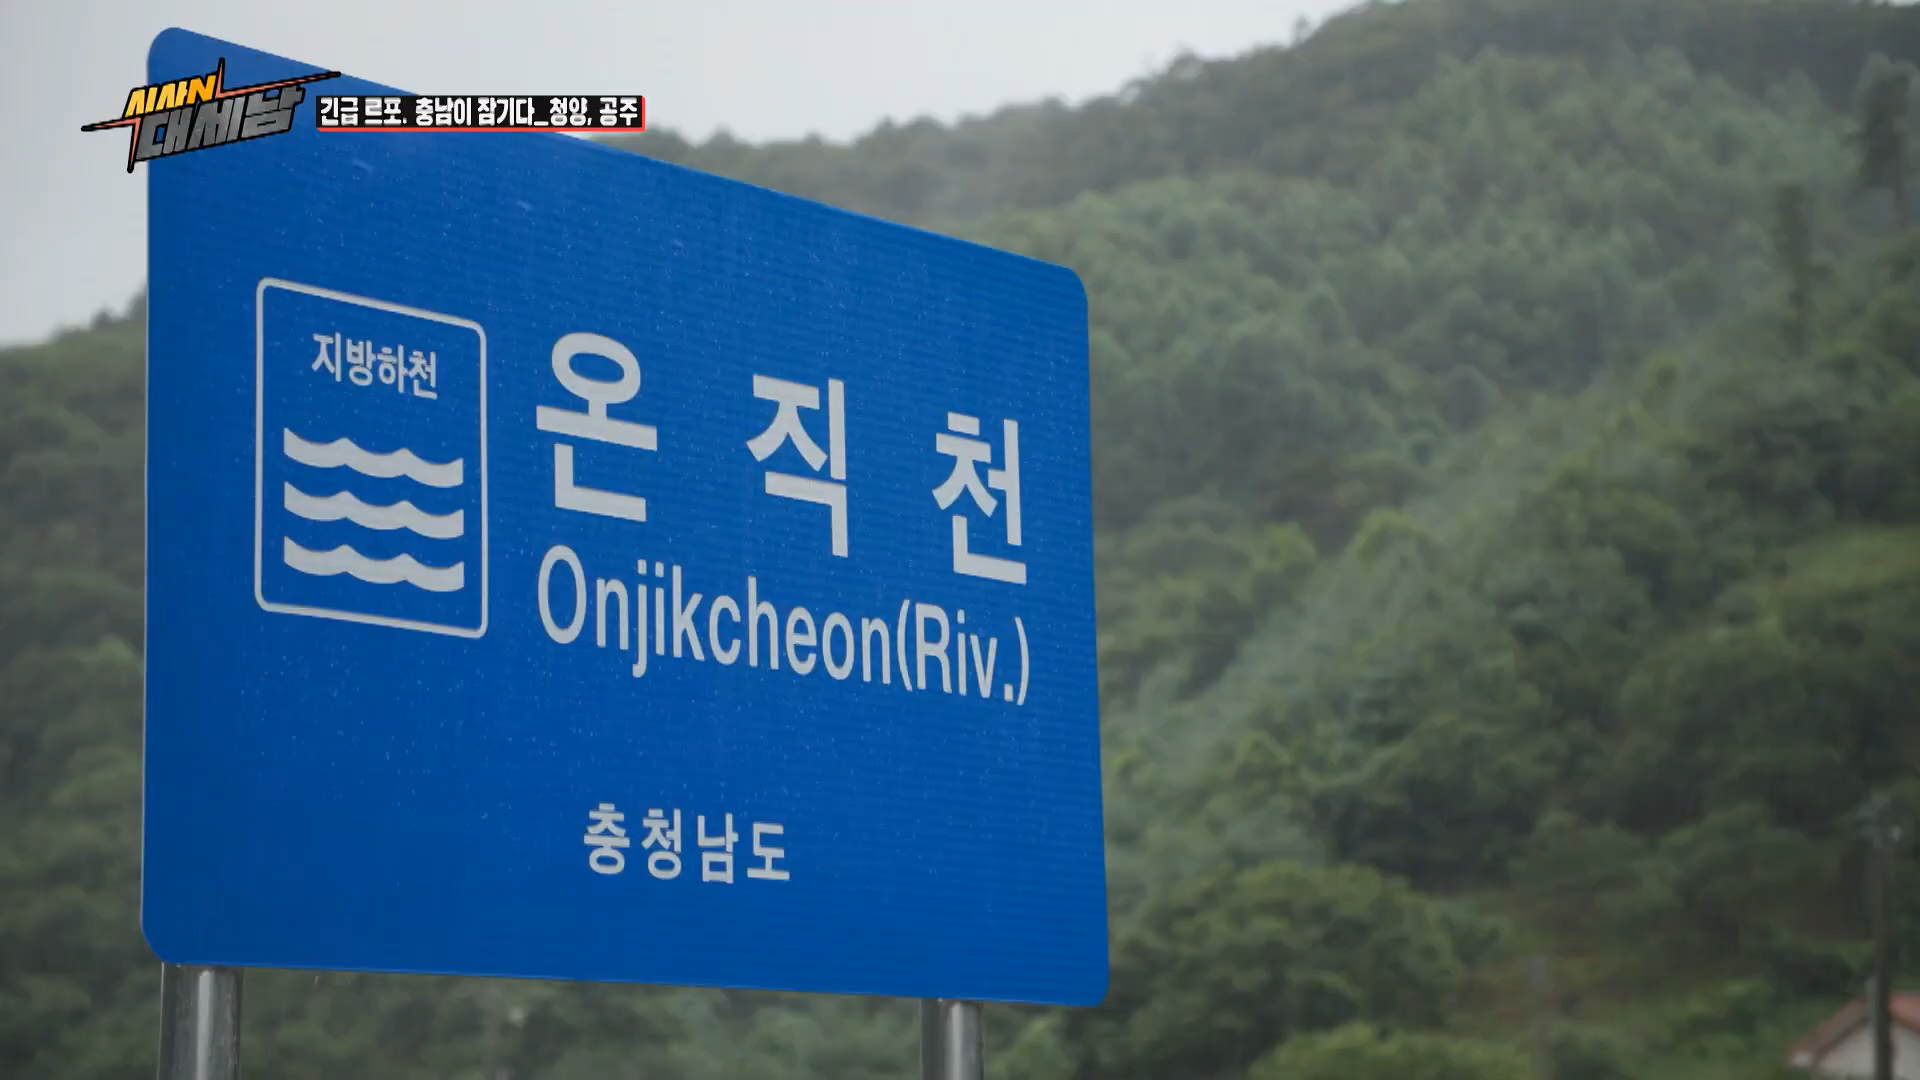 시사N
대세남
긴급 르포. 충남이 잠기다_청양, 공주
지방하천
온직천
Onjikcheon(Riv.)
충청남도